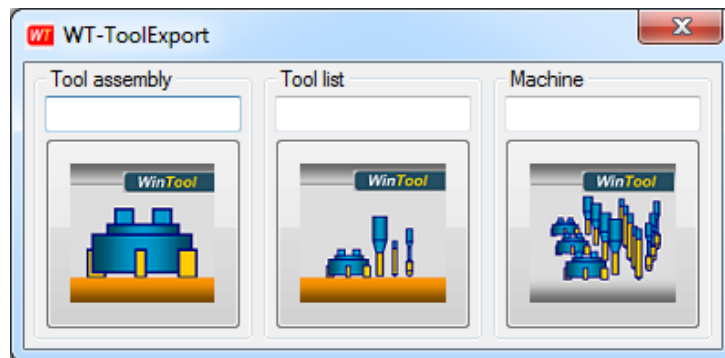 WT WT-ToolExport
x
Tool assembly
Tool list
Machine
WinTool
WinTool
WinTool